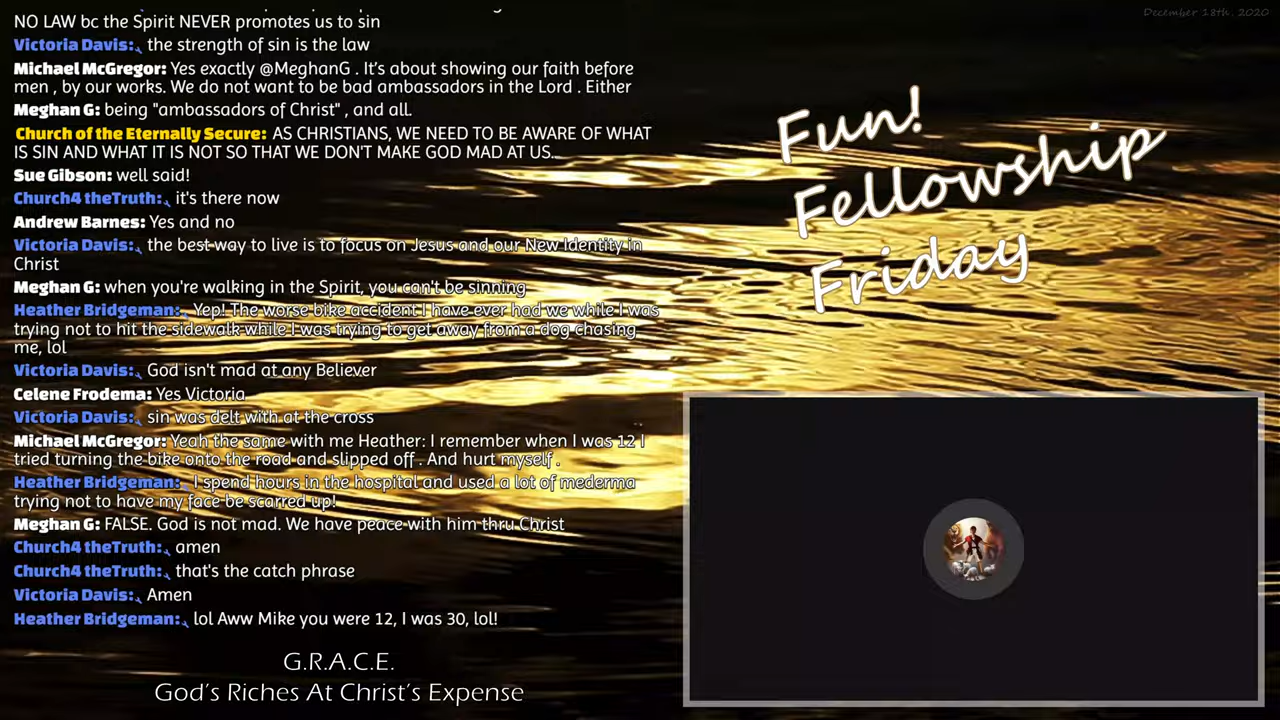 December 18th, 2020
NO LAW bc the Spirit NEVER promotes us to sin
Victoria Davis: the strength of sin is the law
Michael McGregor: Yes exactly @MeghanG . It's about showing our faith before
men , by our works. We do not want to be bad ambassadors in the Lord . Either
Meghan G: being "ambassadors of Christ" , and all.
Church of the Eternally Secure: AS CHRISTIANS, WE NEED TO BE AWARE OF WHAT
IS SIN AND WHAT IT IS NOT SO THAT WE DON'T MAKE GOD MAD AT US.
Sue Gibson: well said!
Church4 theTruth: it's there now
Andrew Barnes: Yes and no
Victoria Davis: the best way to live is to focus on Jesus and our New Identity in
Christ
Meghan G: when you're walking in the Spirit, you can't be sinning
Heather Bridgeman: Yep! The worse bike accident I have ever had we while I was
trying not to hit the sidewalk while I was trying to get away from a dog chasing
me, lol
Victoria Davis: God isn't mad at any Believer
Celene Frodema: Yes Victoria
Victoria Davis: sin was delt with at the cross
Michael McGregor: Yeah the same with me Heather: I remember when I was 12 I
tried turning the bike onto the road and slipped off . And hurt myself .
Heather Bridgeman: I spend hours in the hospital and used a lot of mederma
trying not to have my face be scarred up!
Meghan G: FALSE. God is not mad. We have peace with him thru Christ
Church4 theTruth: amen
Church4 theTruth: that's the catch phrase
Victoria Davis: Amen
Heather Bridgeman: lol Aww Mike you were 12, I was 30, lol!
G.R.A.C.E.
God's Riches At Christ's Expense
Fun!
Fellowship
Friday